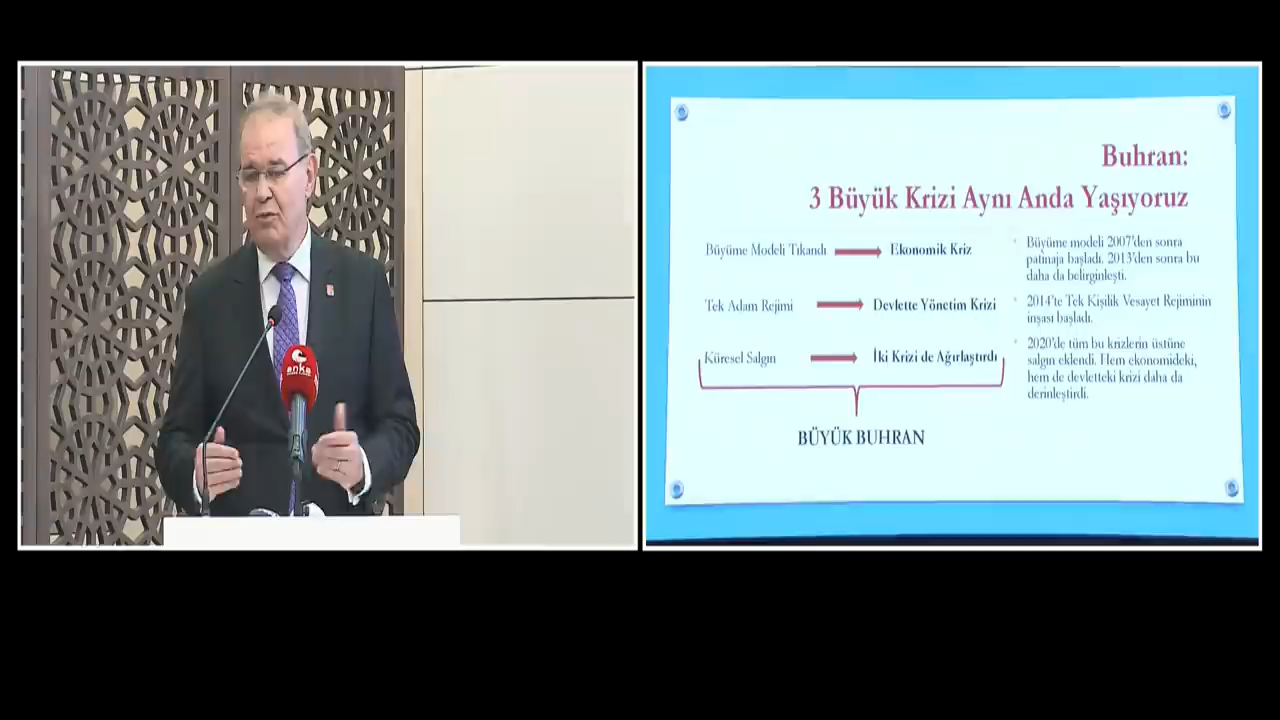 anka
Buhran:
3 Büyük Krizi Aynı Anda Yaşıyoruz
Büyüme Modeli Tıkandı
Ekonomik Kriz
Tek Adam Rejimi
Devlette Yönetim Krizi
Küresel Salgın
İki Krizi de Ağırlaştırdı
BÜYÜK BUHRAN
Büyüme modeli 2007'den sonra
patinaja başladı. 2013'den sonra bu
daha da belirginleşti.
2014'te Tek Kişilik Vesayet Rejiminin
inşası başladı.
2020'de tüm bu krizlerin üstüne
salgın eklendi. Hem ekonomideki,
hem de devletteki krizi daha da
derinleştirdi.